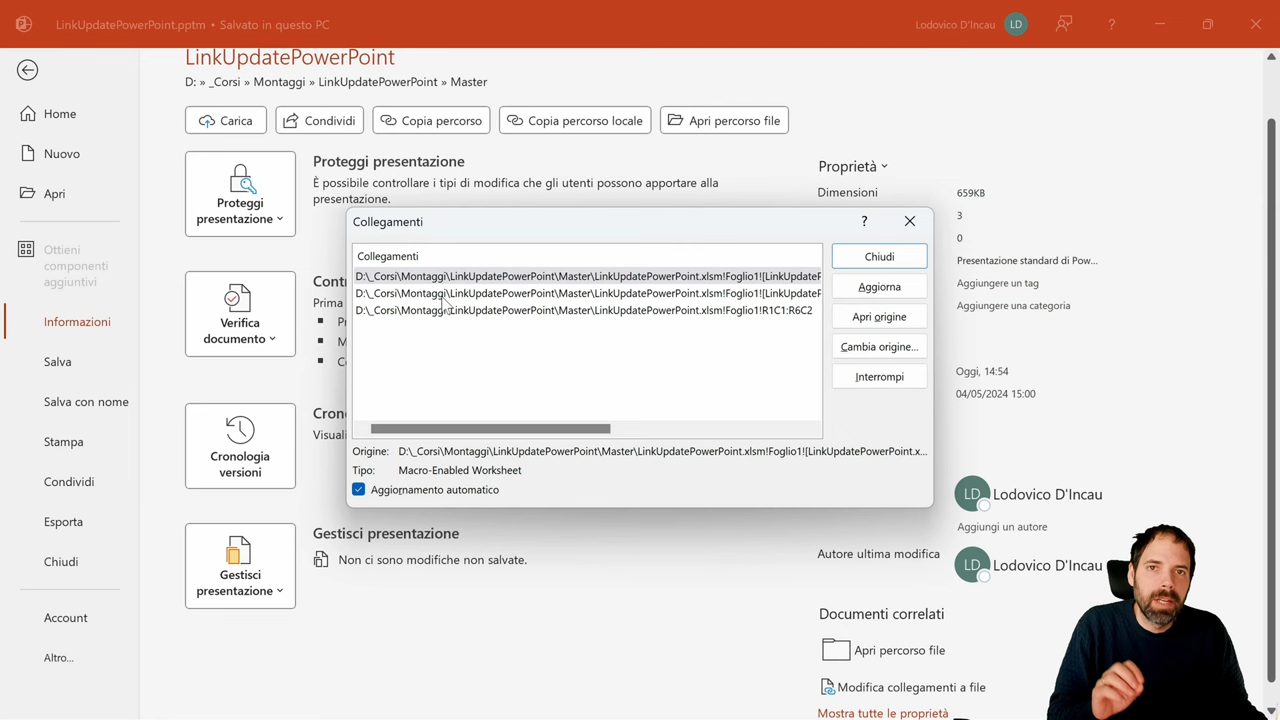 LinkUpdatePowerPoint.pptm • Salvato in questo PC
Lodovico D'Incau
LD
?
LinkUpdatePowerPoint
D: » _Corsi » Montaggi » LinkUpdatePowerPoint » Master
Home
Nuovo
Apri
Ottieni
componenti
aggiuntivi
Informazioni
Salva
Salva con nome
Stampa
Condividi
Esporta
Chiudi
Account
Altro...
Carica
Condividi
Copia percorso
Copia percorso locale
Apri percorso file
Proteggi
presentazione
Proteggi presentazione
È possibile controllare i tipi di modifica che gli utenti possono apportare alla
presentazione.
Verifica
documento
Contr
Prima
Pr
M
Co
Cronologia
versioni
Crono
Visuali
Gestisci
presentazione
Gestisci presentazione
Non ci sono modifiche non salvate.
Collegamenti
?
Collegamenti
D:\_Corsi\Montaggi\LinkUpdatePowerPoint\Master\LinkUpdatePowerPoint.xlsm!Foglio1![LinkUpdateP
D:\_Corsi\Montaggi\LinkUpdatePowerPoint\Master\LinkUpdatePowerPoint.xlsm!Foglio1![LinkUpdateP
D:\_Corsi\Montaggi\LinkUpdatePowerPoint\Master\LinkUpdatePowerPoint.xlsm!Foglio1!R1C1:R6C2
Chiudi
Aggiorna
Apri origine
Cambia origine...
Interrompi
Origine: D:\_Corsi\Montaggi\LinkUpdatePowerPoint\Master\LinkUpdatePowerPoint.xlsm!Foglio1![LinkUpdatePowerPoint.x...
Tipo: Macro-Enabled Worksheet
Aggiornamento automatico
Proprietà
Dimensioni 659KB
3
0
Presentazione standard di Pow...
Aggiungere un tag
Aggiungere una categoria
Oggi, 14:54
04/05/2024 15:00
LD Lodovico D'Incau
Aggiungi un autore
Autore ultima modifica
LD Lodovico D'Incau
Documenti correlati
Apri percorso file
Modifica collegamenti a file
Mostra tutte le proprietà